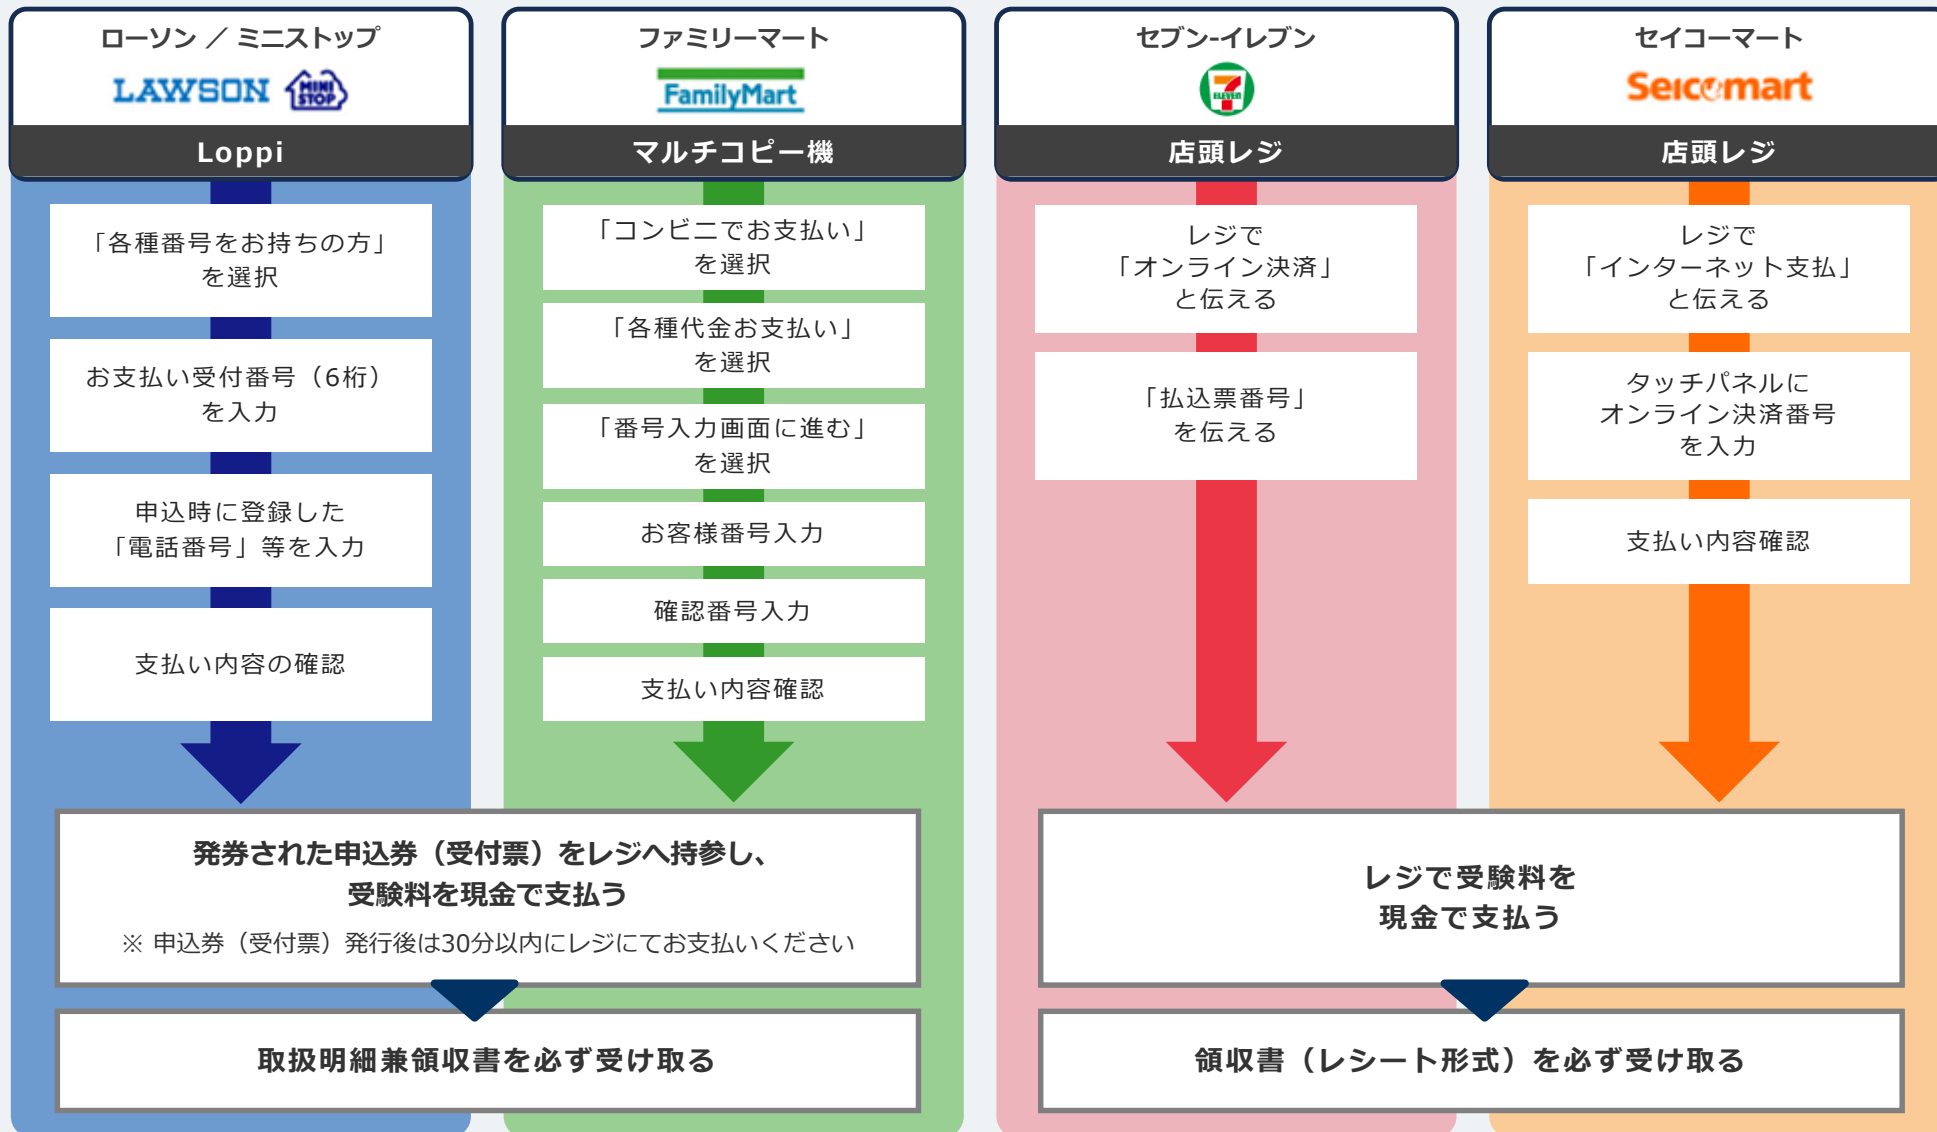 ローソン ／ ミニストップ
LAWSON
MINI
STOP
Loppi
「各種番号をお持ちの方」
を選択
お支払い受付番号（6桁）
を入力
申込時に登録した
「電話番号」等を入力
支払い内容の確認
ファミリーマート
FamilyMart
マルチコピー機
「コンビニでお支払い」
を選択
「各種代金お支払い」
を選択
「番号入力画面に進む」
を選択
お客様番号入力
確認番号入力
支払い内容確認
発券された申込券（受付票）をレジへ持参し、
受験料を現金で支払う
※ 申込券（受付票）発行後は30分以内にレジにてお支払いください
取扱明細兼領収書を必ず受け取る
セブン-イレブン
7
ELEVEN
店頭レジ
レジで
「オンライン決済」
と伝える
「払込票番号」
を伝える
セイコーマート
Seicomart
店頭レジ
レジで
「インターネット支払」
と伝える
タッチパネルに
オンライン決済番号
を入力
支払い内容確認
レジで受験料を
現金で支払う
領収書（レシート形式）を必ず受け取る